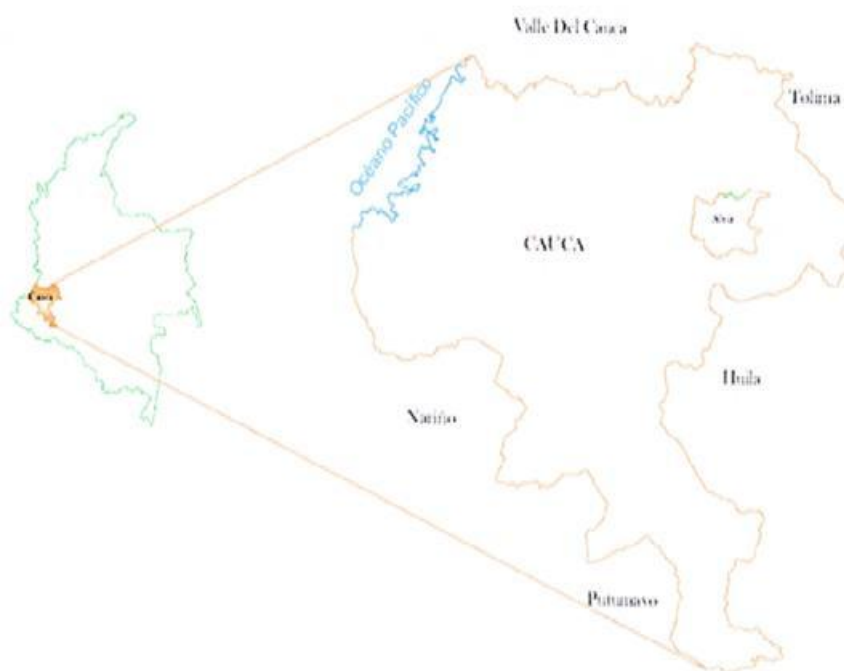 Valle Del Cauca
Tolima
Océano Pacífico
CAUCA
Cauca
Huila
Nariño
Putumayo